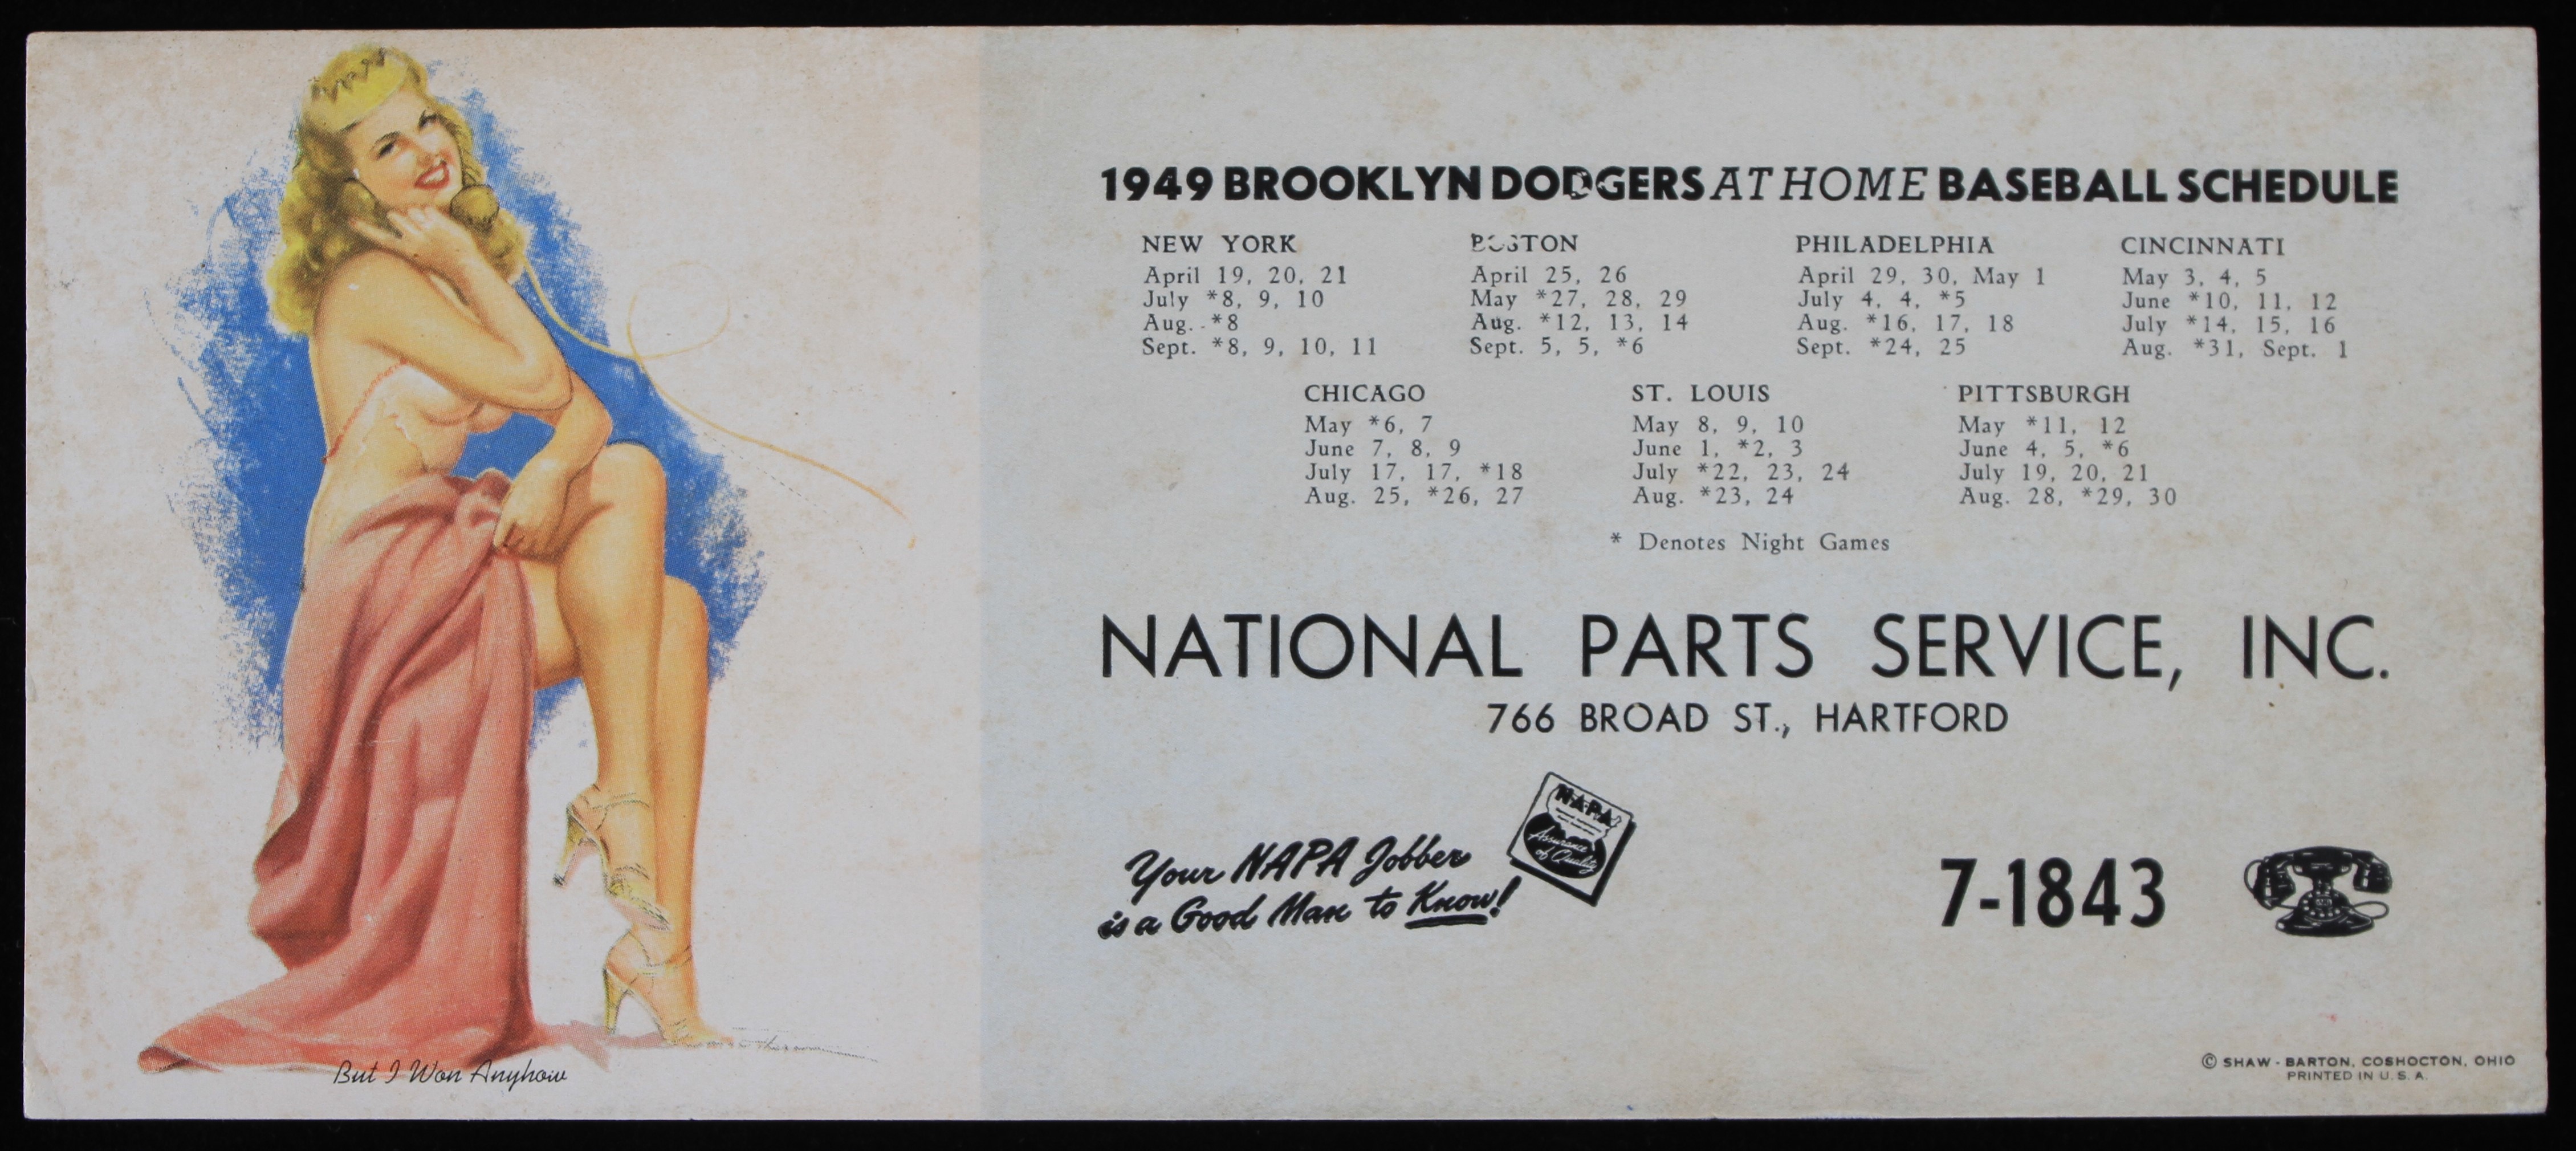 1949 BROOKLYN DODGERS AT HOME BASEBALL SCHEDULE
NEW YORK
April 19, 20, 21
July *8, 9, 10
Aug. *8
Sept. *8, 9, 10, 11
BOSTON
April 25, 26
May *27, 28, 29
Aug. *12, 13, 14
Sept. 5, 5, *6
PHILADELPHIA
April 29, 30, May 1
July 4, 4, *5
Aug. *16, 17, 18
Sept. *24, 25
CINCINNATI
May 3, 4, 5
June *10, 11, 12
July *14, 15, 16
Aug. *31, Sept. 1
CHICAGO
May *6, 7
June 7, 8, 9
July 17, 17, *18
Aug. 25, *26, 27
ST. LOUIS
May 8, 9, 10
June 1, *2, 3
July *22, 23, 24
Aug. *23, 24
PITTSBURGH
May *11, 12
June 4, 5, *6
July 19, 20, 21
Aug. 28, *29, 30
* Denotes Night Games
NATIONAL PARTS SERVICE, INC.
766 BROAD ST., HARTFORD
Your NAPA Jobber
is a Good Man to Know!
NAPA
Assurance
of Quality
7-1843
But I Won Anyhow
© SHAW-BARTON, COSHOCTON, OHIO
PRINTED IN U.S.A.